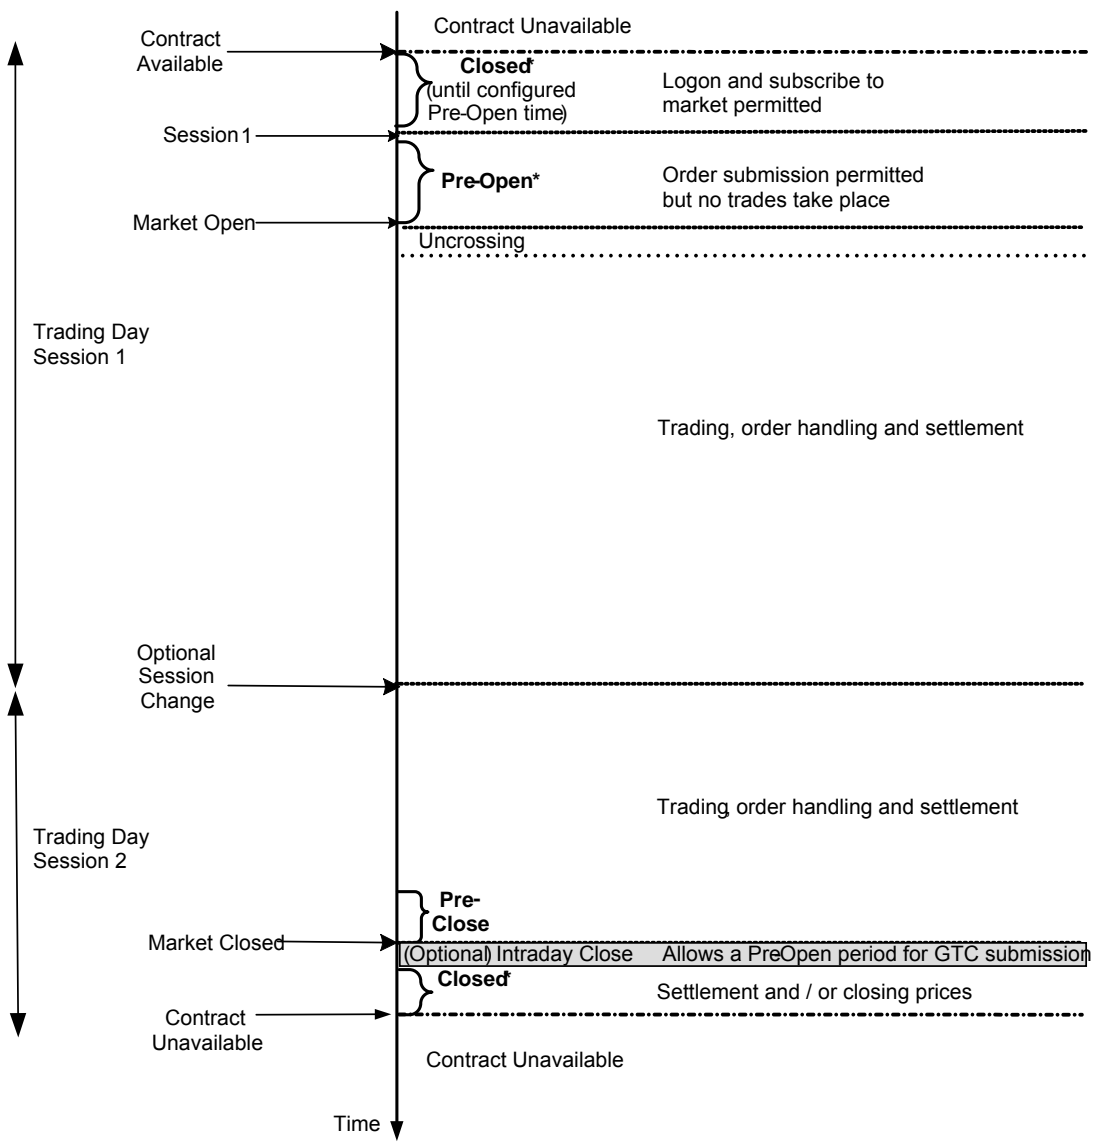 Contract Unavailable
Contract
Available
Closed*
(until configured
Pre-Open time)
Logon and subscribe to
market permitted
Session 1
Pre-Open*
Order submission permitted
but no trades take place
Market Open
Uncrossing
Trading Day
Session 1
Trading, order handling and settlement
Optional
Session
Change
Trading, order handling and settlement
Trading Day
Session 2
Pre-
Close
Market Closed
(Optional) Intraday Close Allows a Pre-Open period for GTC submission
Closed*
Settlement and / or closing prices
Contract
Unavailable
Contract Unavailable
Time